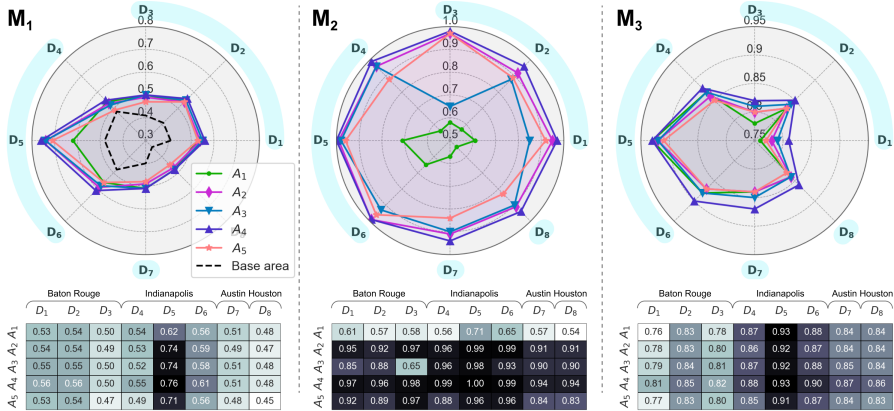 M1
D3
0.8
0.7
0.6
0.5
0.4
0.3
D4
D2
D5
D1
D6
D7
A1
A2
A3
A4
A5
Base area
M2
D3
1.0
0.9
0.8
0.7
0.6
0.5
D4
D2
D5
D1
D6
D8
D7
M3
D3
0.95
0.9
0.85
0.8
0.75
D4
D2
D5
D1
D6
D8
D7
Baton Rouge Indianapolis Austin Houston
D1 D2 D3 D4 D5 D6 D7 D8
A1 0.53 0.54 0.50 0.54 0.62 0.56 0.51 0.48
A2 0.54 0.54 0.49 0.53 0.74 0.59 0.49 0.47
A3 0.55 0.55 0.50 0.52 0.74 0.58 0.51 0.48
A4 0.56 0.56 0.50 0.55 0.76 0.61 0.51 0.48
A5 0.53 0.54 0.47 0.49 0.71 0.56 0.48 0.45
Baton Rouge Indianapolis Austin Houston
D1 D2 D3 D4 D5 D6 D7 D8
A1 0.61 0.57 0.58 0.56 0.71 0.65 0.57 0.54
A2 0.95 0.92 0.97 0.96 0.99 0.99 0.91 0.91
A3 0.85 0.88 0.65 0.96 0.98 0.93 0.90 0.90
A4 0.97 0.96 0.98 0.99 1.00 0.99 0.94 0.94
A5 0.92 0.89 0.97 0.88 0.96 0.96 0.84 0.83
Baton Rouge Indianapolis Austin Houston
D1 D2 D3 D4 D5 D6 D7 D8
A1 0.76 0.83 0.78 0.87 0.93 0.88 0.84 0.84
A2 0.78 0.83 0.80 0.86 0.92 0.87 0.84 0.84
A3 0.79 0.84 0.81 0.87 0.93 0.88 0.85 0.84
A4 0.81 0.85 0.82 0.88 0.93 0.90 0.87 0.86
A5 0.77 0.83 0.80 0.85 0.91 0.87 0.84 0.83